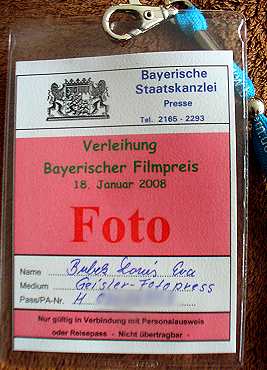 Bayerische
Staatskanzlei
Presse
Tel. 2165 - 2293
Verleihung
Bayerischer Filmpreis
18. Januar 2008
Foto
Name Eva
Medium Geisler-Fotopress
Pass/PA-Nr. H
Nur gültig in Verbindung mit Personalausweis
oder Reisepass - Nicht übertragbar -